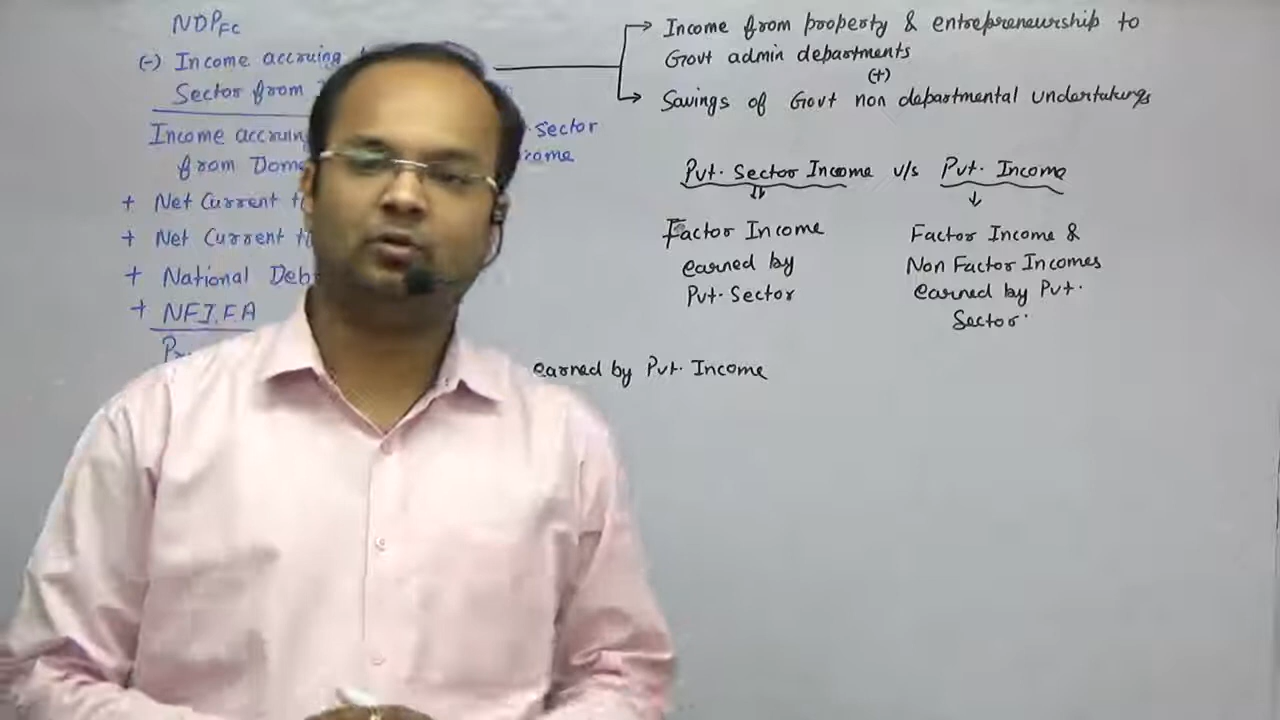 NDPFC
(-) Income accruing
Sector from
Income accruin
sector
from Dome
come
+ Net Current t
+ Net Current t
+ National Deb
+ NFIFA
Income from property & entrepreneurship to
Govt admin departments
(+)
Savings of Govt non departmental undertakings
Pvt. Sector Income v/s Pvt. Income
Factor Income
earned by
Pvt. Sector
Factor Income &
Non Factor Incomes
earned by Pvt.
Sector.
earned by Pvt. Income